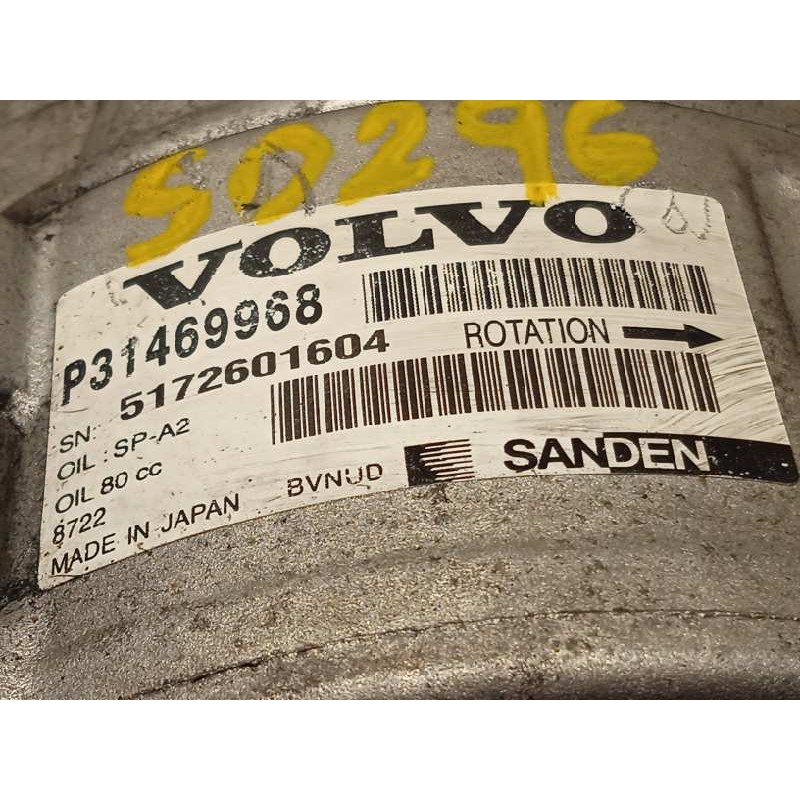 50296
VOLVO
P31469968
SN: 5172601604
ROTATION
OIL : SP-A2
OIL 80 cc
8722
BVNUD
SANDEN
MADE IN JAPAN